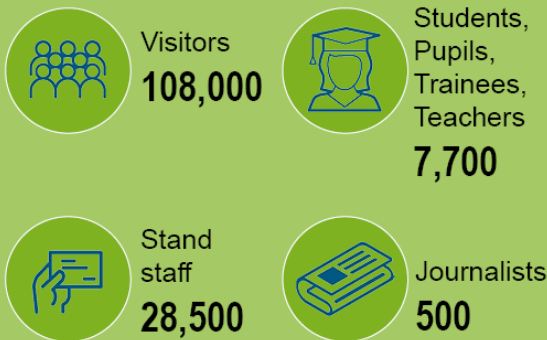 Visitors
108,000
Students,
Pupils,
Trainees,
Teachers
7,700
Stand
staff
28,500
Journalists
500